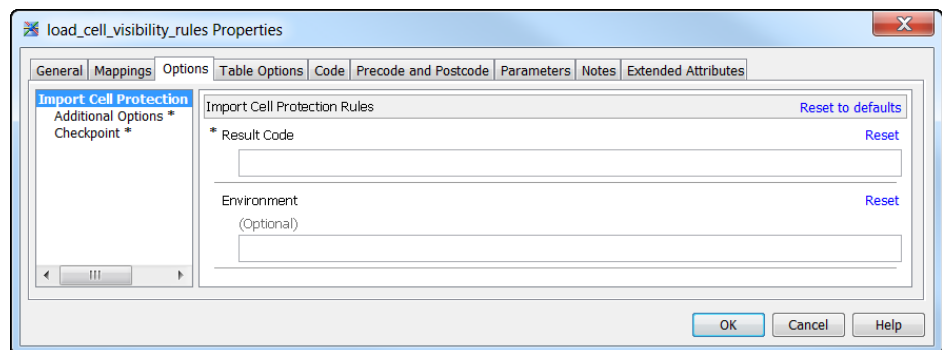 load_cell_visibility_rules Properties
General Mappings Options Table Options Code Precode and Postcode Parameters Notes Extended Attributes
Import Cell Protection
Additional Options *
Checkpoint *
Import Cell Protection Rules Reset to defaults
* Result Code Reset
Environment Reset
(Optional)
OK Cancel Help